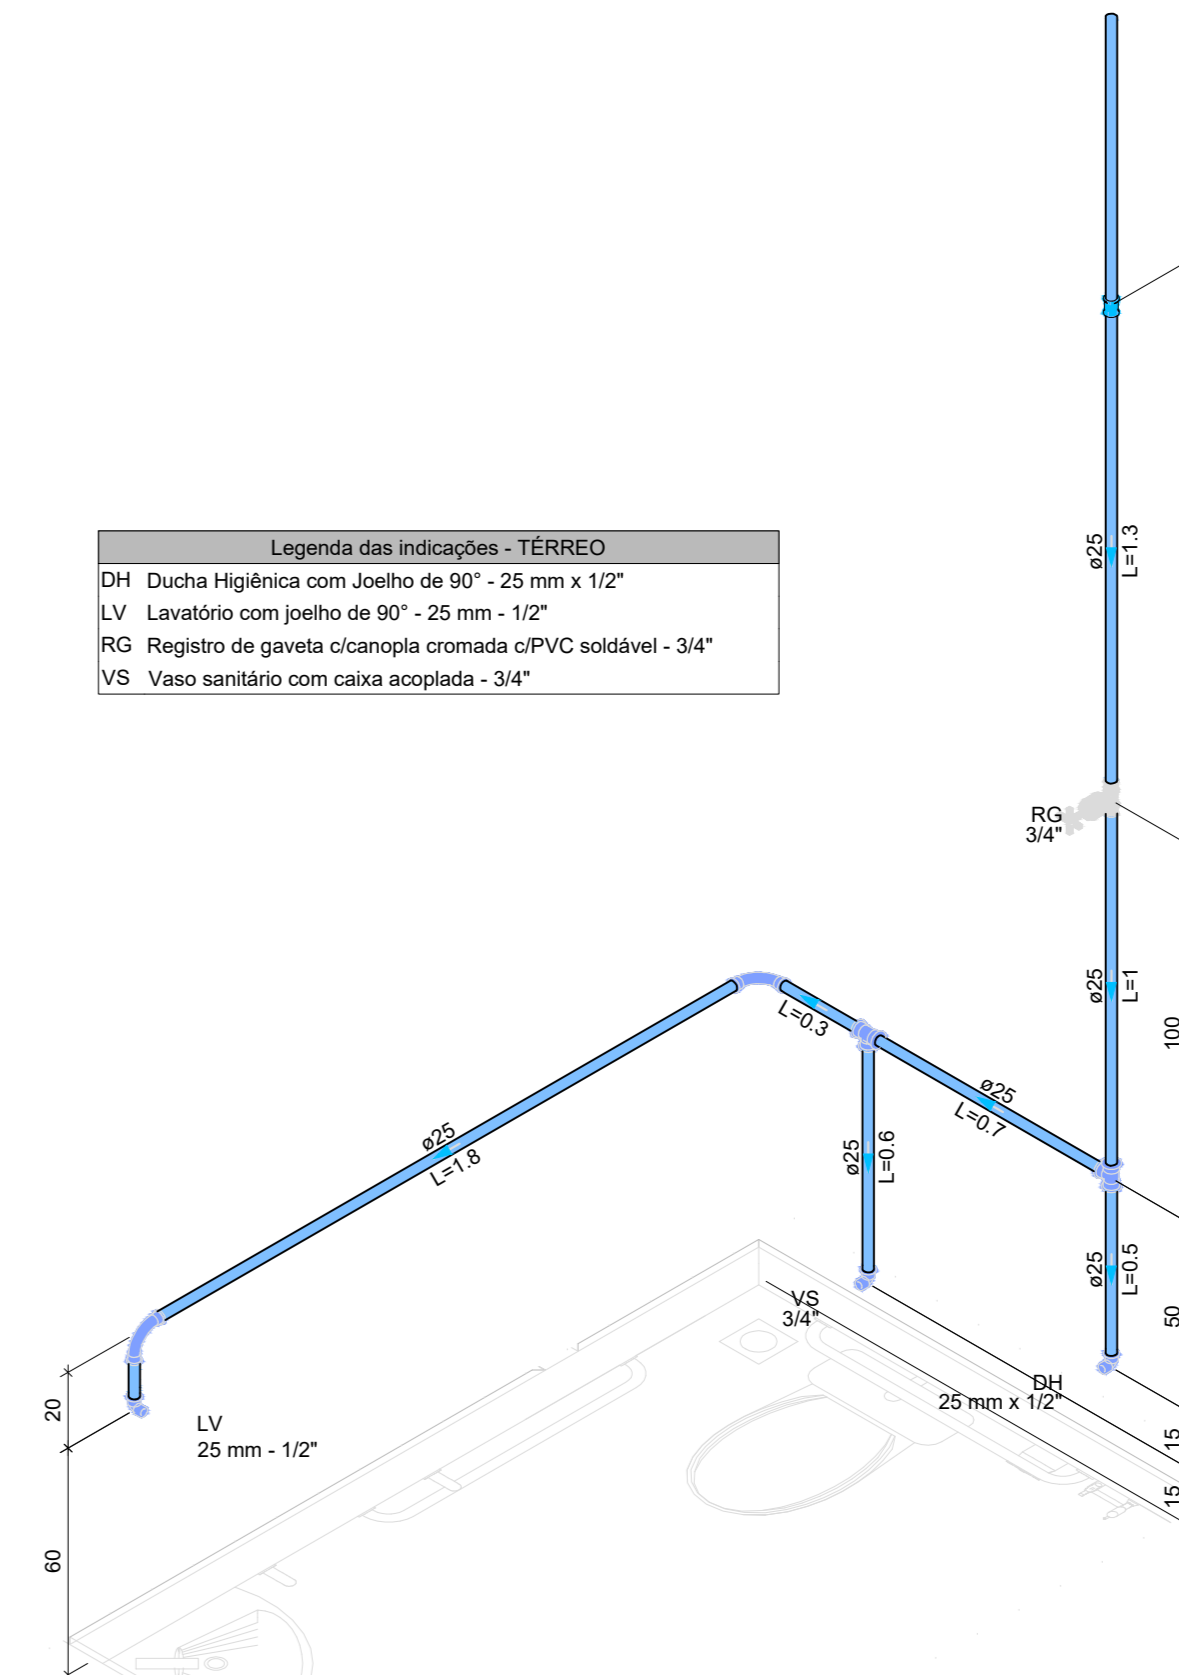 Legenda das indicações - TÉRREO
DH Ducha Higiênica com Joelho de 90° - 25 mm x 1/2"
LV Lavatório com joelho de 90° - 25 mm - 1/2"
RG Registro de gaveta c/canopla cromada c/PVC soldável - 3/4"
VS Vaso sanitário com caixa acoplada - 3/4"
ø25
L=1.3
RG
3/4"
ø25
L=1
100
L=0.3
ø25
L=0.7
ø25
L=1.8
ø25
L=0.6
ø25
L=0.5
50
VS
3/4"
DH
25 mm x 1/2"
15
15
20
LV
25 mm - 1/2"
60